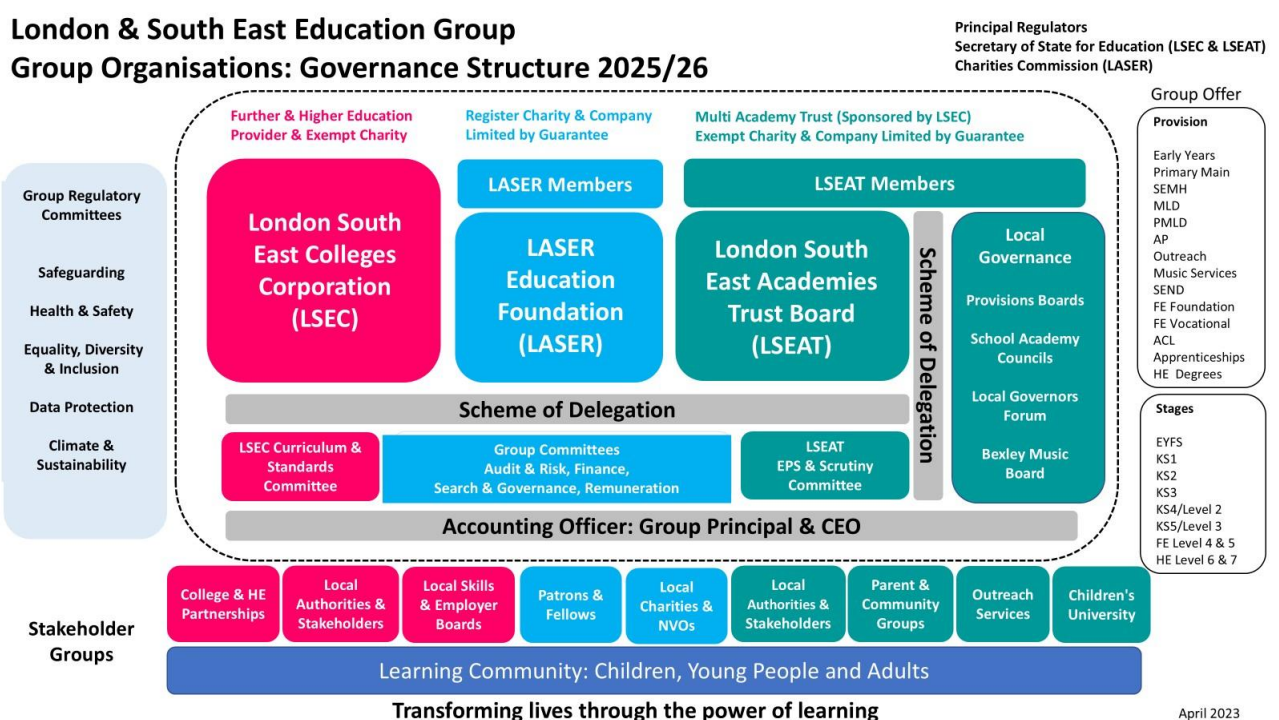 London & South East Education Group
Group Organisations: Governance Structure 2025/26
Principal Regulators
Secretary of State for Education (LSEC & LSEAT)
Charities Commission (LASER)
Further & Higher Education
Provider & Exempt Charity
Register Charity & Company
Limited by Guarantee
Multi Academy Trust (Sponsored by LSEC)
Exempt Charity & Company Limited by Guarantee
Group Regulatory
Committees
Safeguarding
Health & Safety
Equality, Diversity
& Inclusion
Data Protection
Climate &
Sustainability
London South
East Colleges
Corporation
(LSEC)
LASER Members
LASER
Education
Foundation
(LASER)
LSEAT Members
London South
East Academies
Trust Board
(LSEAT)
Scheme of Delegation
Local
Governance
Provisions Boards
School Academy
Councils
Local Governors
Forum
Bexley Music
Board
Scheme of Delegation
LSEC Curriculum &
Standards
Committee
Group Committees
Audit & Risk, Finance,
Search & Governance, Remuneration
LSEAT
EPS & Scrutiny
Committee
Accounting Officer: Group Principal & CEO
Group Offer
Provision
Early Years
Primary Main
SEMH
MLD
PMLD
AP
Outreach
Music Services
SEND
FE Foundation
FE Vocational
ACL
Apprenticeships
HE Degrees
Stages
EYFS
KS1
KS2
KS3
KS4/Level 2
KS5/Level 3
FE Level 4 & 5
HE Level 6 & 7
Stakeholder
Groups
College & HE
Partnerships
Local
Authorities &
Stakeholders
Local Skills
& Employer
Boards
Patrons &
Fellows
Local
Charities &
NVOs
Local
Authorities &
Stakeholders
Parent &
Community
Groups
Outreach
Services
Children's
University
Learning Community: Children, Young People and Adults
Transforming lives through the power of learning
April 2023